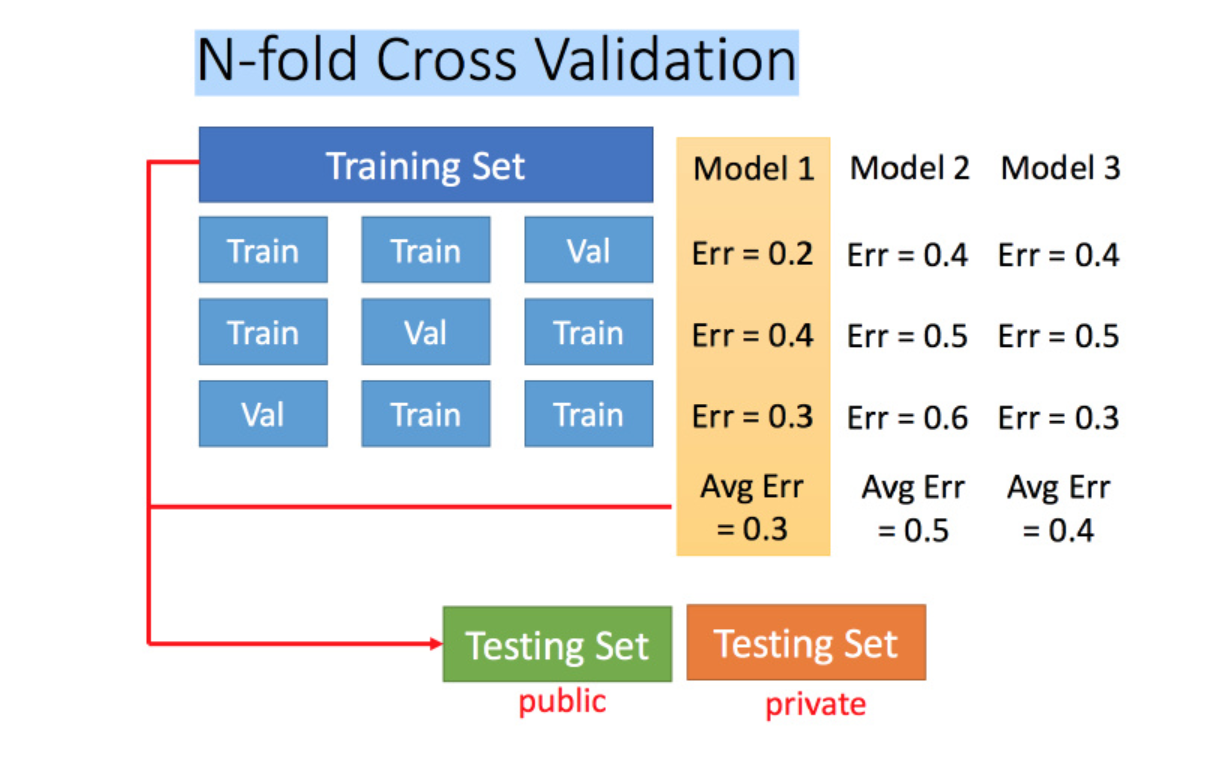 N-fold Cross Validation
Training Set Model 1 Model 2 Model 3
Train Train Val Err = 0.2 Err = 0.4 Err = 0.4
Train Val Train Err = 0.4 Err = 0.5 Err = 0.5
Val Train Train Err = 0.3 Err = 0.6 Err = 0.3
Avg Err Avg Err Avg Err
= 0.3 = 0.5 = 0.4
Testing Set Testing Set
public private